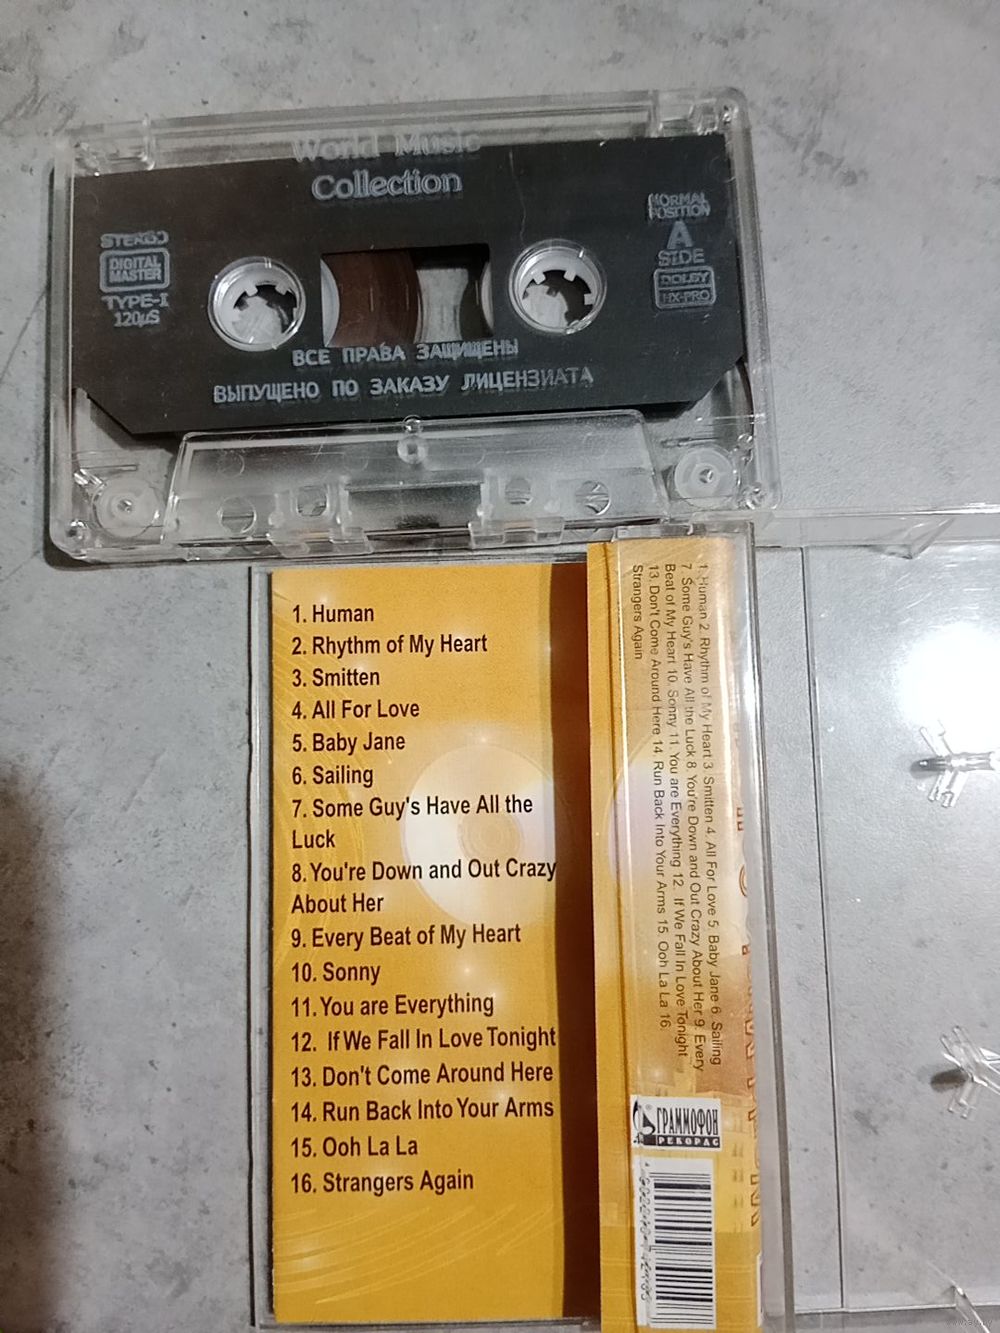 World Music
Collection
STEREO
DIGITAL
MASTER
TYPE-I
120µS
NORMAL
POSITION
A
SIDE
DOLBY
HX-PRO
ВСЕ ПРАВА ЗАЩИЩЕНЫ
ВЫПУЩЕНО ПО ЗАКАЗУ ЛИЦЕНЗИАТА
1. Human
2. Rhythm of My Heart
3. Smitten
4. All For Love
5. Baby Jane
6. Sailing
7. Some Guy's Have All the
Luck
8. You're Down and Out Crazy
About Her
9. Every Beat of My Heart
10. Sonny
11. You are Everything
12. If We Fall In Love Tonight
13. Don't Come Around Here
14. Run Back Into Your Arms
15. Ooh La La
16. Strangers Again
1. Human 2. Rhythm of My Heart 3. Smitten 4. All For Love 5. Baby Jane 6. Sailing
7. Some Guy's Have All the Luck 8. You're Down and Out Crazy About Her 9. Every
Beat of My Heart 10. Sonny 11. You are Everything 12. If We Fall In Love Tonight
13. Don't Come Around Here 14. Run Back Into Your Arms 15. Ooh La La 16.
Strangers Again
ГРАММОФОН
РЕКОРДС